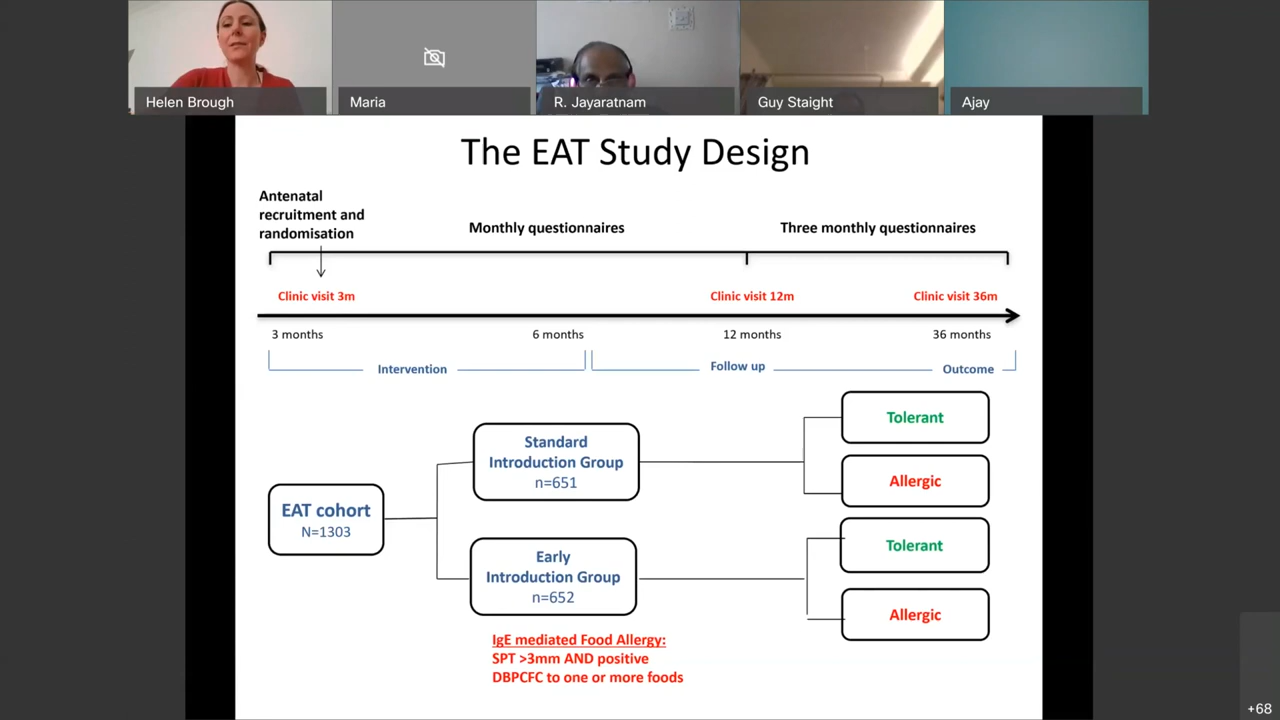 Helen Brough
Maria
R. Jayaratnam
Guy Staight
Ajay
The EAT Study Design
Antenatal
recruitment and
randomisation
Monthly questionnaires
Three monthly questionnaires
Clinic visit 3m
Clinic visit 12m
Clinic visit 36m
3 months
6 months
12 months
36 months
Intervention
Follow up
Outcome
EAT cohort
N=1303
Standard
Introduction Group
n=651
Early
Introduction Group
n=652
Tolerant
Allergic
Tolerant
Allergic
IgE mediated Food Allergy:
SPT >3mm AND positive
DBPCFC to one or more foods
+68